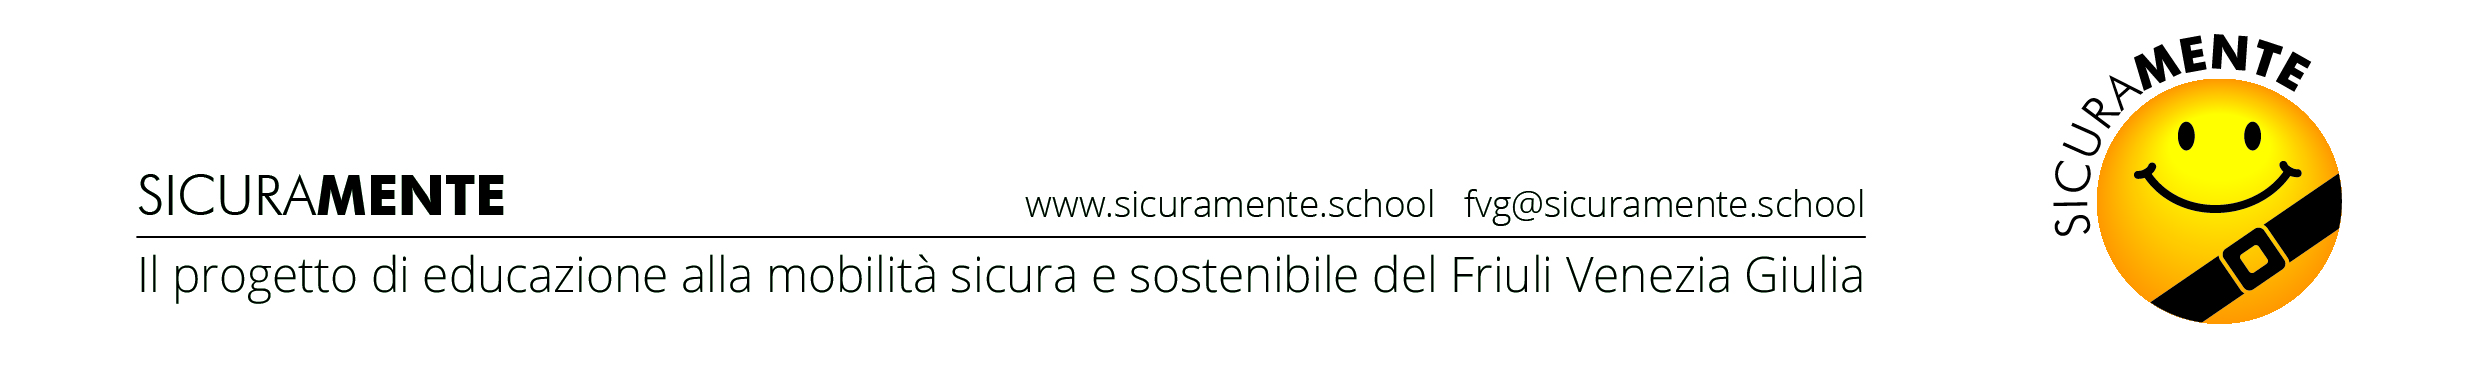 SICURAMENTE
www.sicuramente.school fvg@sicuramente.school
Il progetto di educazione alla mobilità sicura e sostenibile del Friuli Venezia Giulia
SICURAMENTE